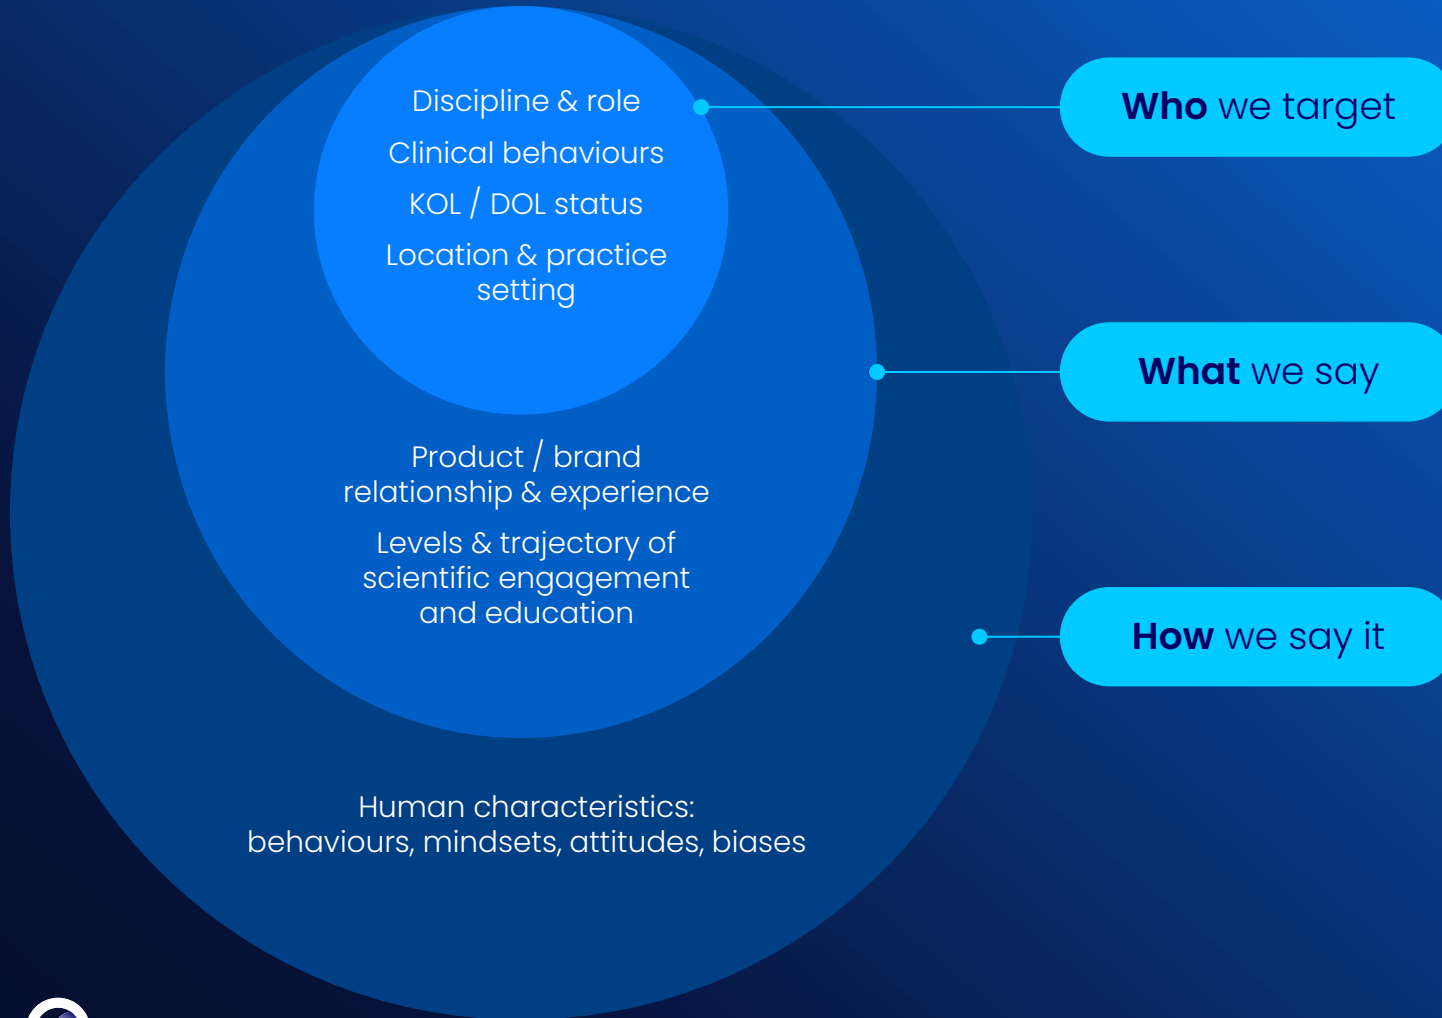 Discipline & role
Clinical behaviours
KOL / DOL status
Location & practice
setting
Who we target
Product / brand
relationship & experience
Levels & trajectory of
scientific engagement
and education
What we say
Human characteristics:
behaviours, mindsets, attitudes, biases
How we say it